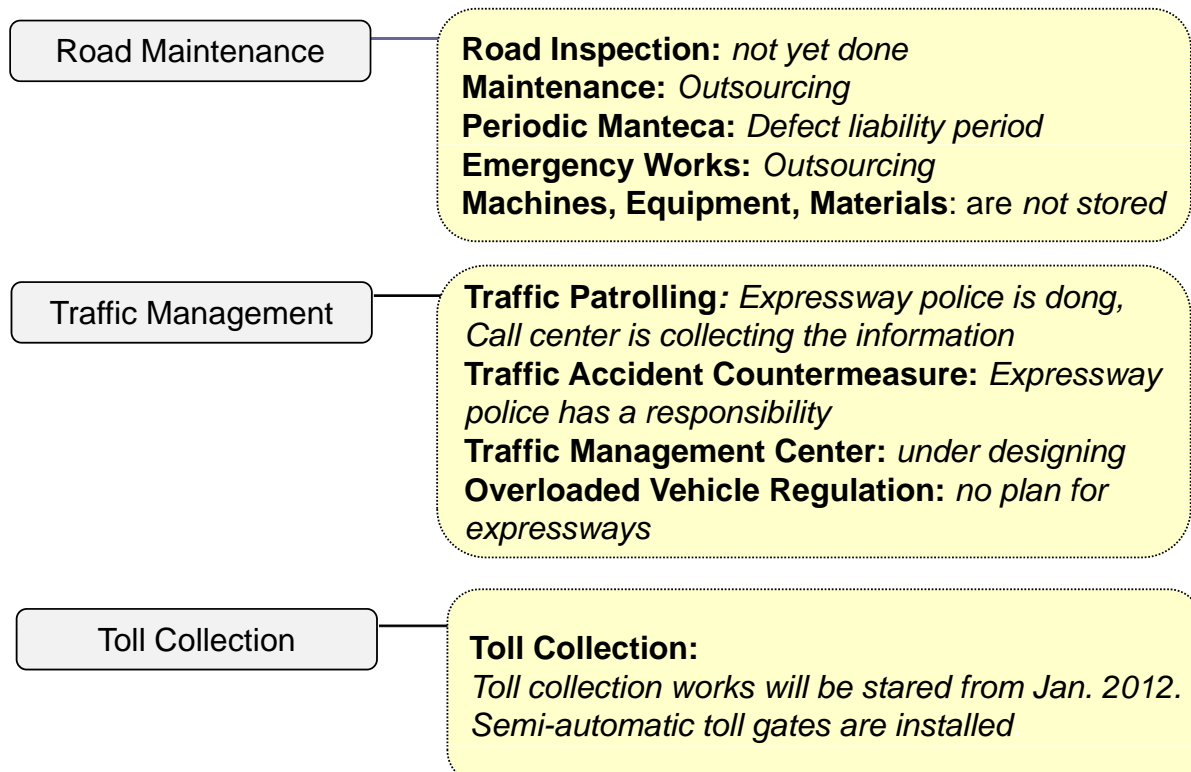 Road Maintenance
Road Inspection: not yet done
Maintenance: Outsourcing
Periodic Manteca: Defect liability period
Emergency Works: Outsourcing
Machines, Equipment, Materials: are not stored
Traffic Management
Traffic Patrolling: Expressway police is dong,
Call center is collecting the information
Traffic Accident Countermeasure: Expressway
police has a responsibility
Traffic Management Center: under designing
Overloaded Vehicle Regulation: no plan for
expressways
Toll Collection
Toll Collection:
Toll collection works will be stared from Jan. 2012.
Semi-automatic toll gates are installed